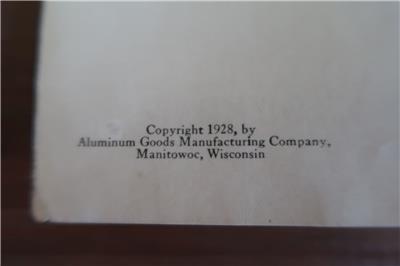 Copyright 1928, by
Aluminum Goods Manufacturing Company,
Manitowoc, Wisconsin